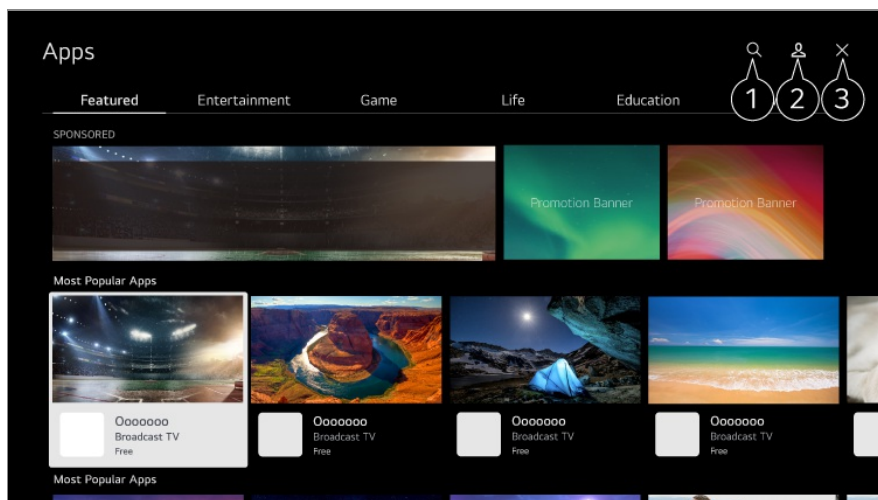 Apps
1 2 3
Featured Entertainment Game Life Education
SPONSORED
Promotion Banner Promotion Banner
Most Popular Apps
Ooooooo Ooooooo Ooooooo Ooooooo
Broadcast TV Broadcast TV Broadcast TV Broadcast TV
Free Free Free Free
Most Popular Apps